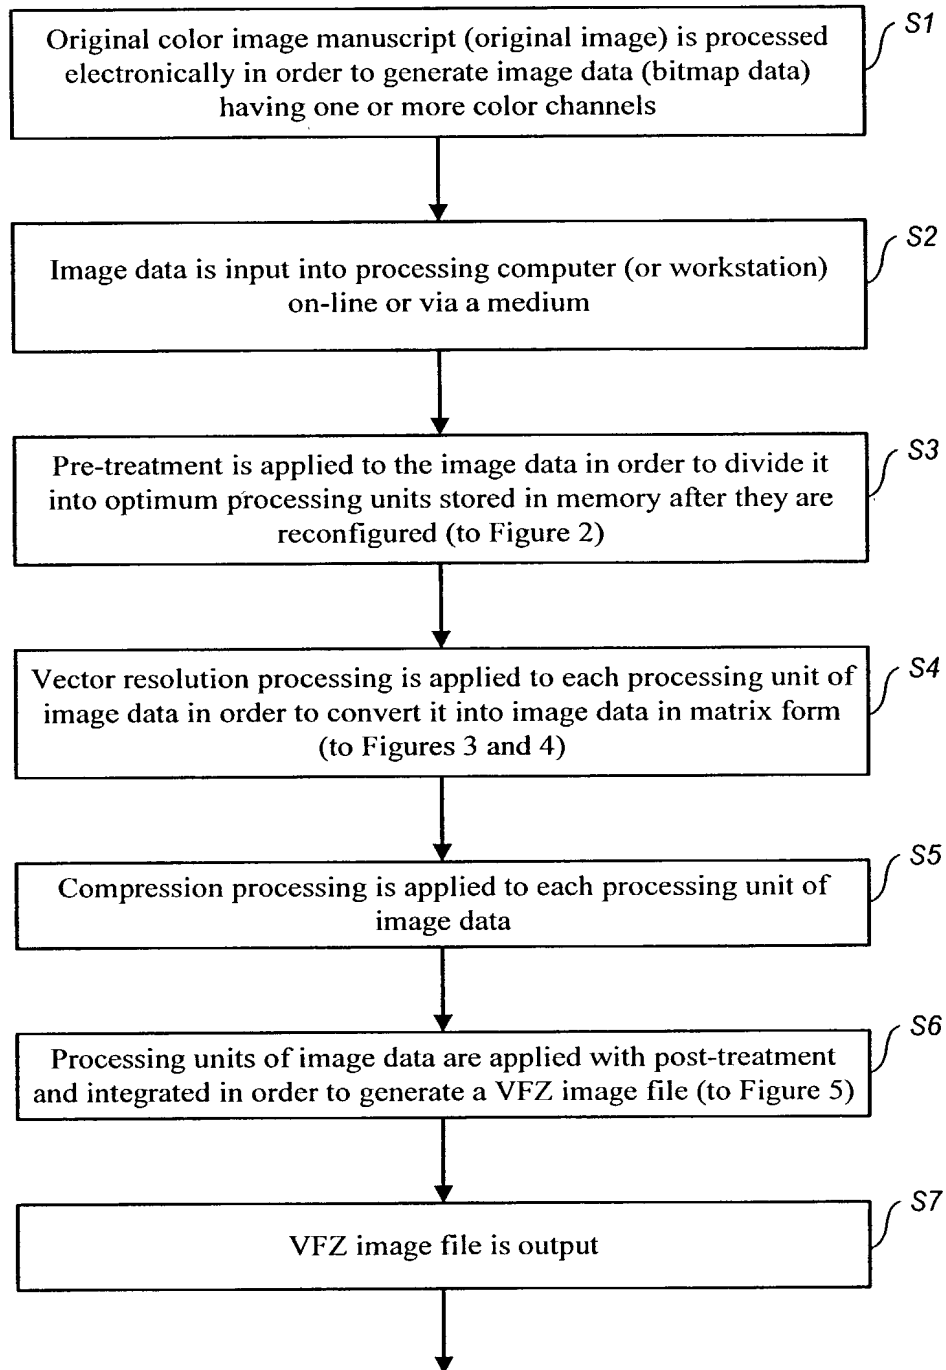 Original color image manuscript (original image) is processed
electronically in order to generate image data (bitmap data)
having one or more color channels
S1
Image data is input into processing computer (or workstation)
on-line or via a medium
S2
Pre-treatment is applied to the image data in order to divide it
into optimum processing units stored in memory after they are
reconfigured (to Figure 2)
S3
Vector resolution processing is applied to each processing unit of
image data in order to convert it into image data in matrix form
(to Figures 3 and 4)
S4
Compression processing is applied to each processing unit of
image data
S5
Processing units of image data are applied with post-treatment
and integrated in order to generate a VFZ image file (to Figure 5)
S6
VFZ image file is output
S7